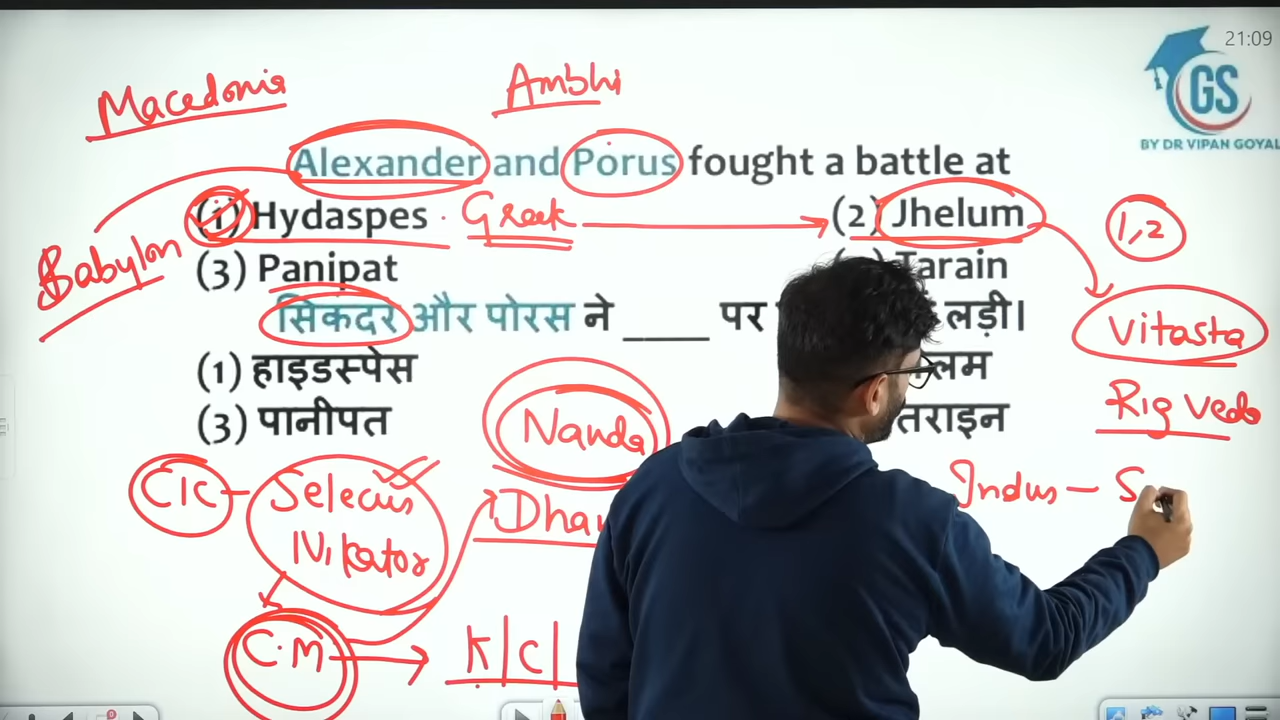 21:09
GS
BY DR VIPAN GOYAL
Macedonia
Ambhi
Alexander and Porus fought a battle at
(1) Hydaspes . Greek (2) Jhelum 1,2
Babylon
(3) Panipat Tarain
सिकंदर और पोरस ने ____ पर लड़ी। Vitasta
(1) हाइडस्पेस
(3) पानीपत तराइन
Nanda Rig Veda
CIC - Selecus Indus - S
Nikator
C.M K|C|